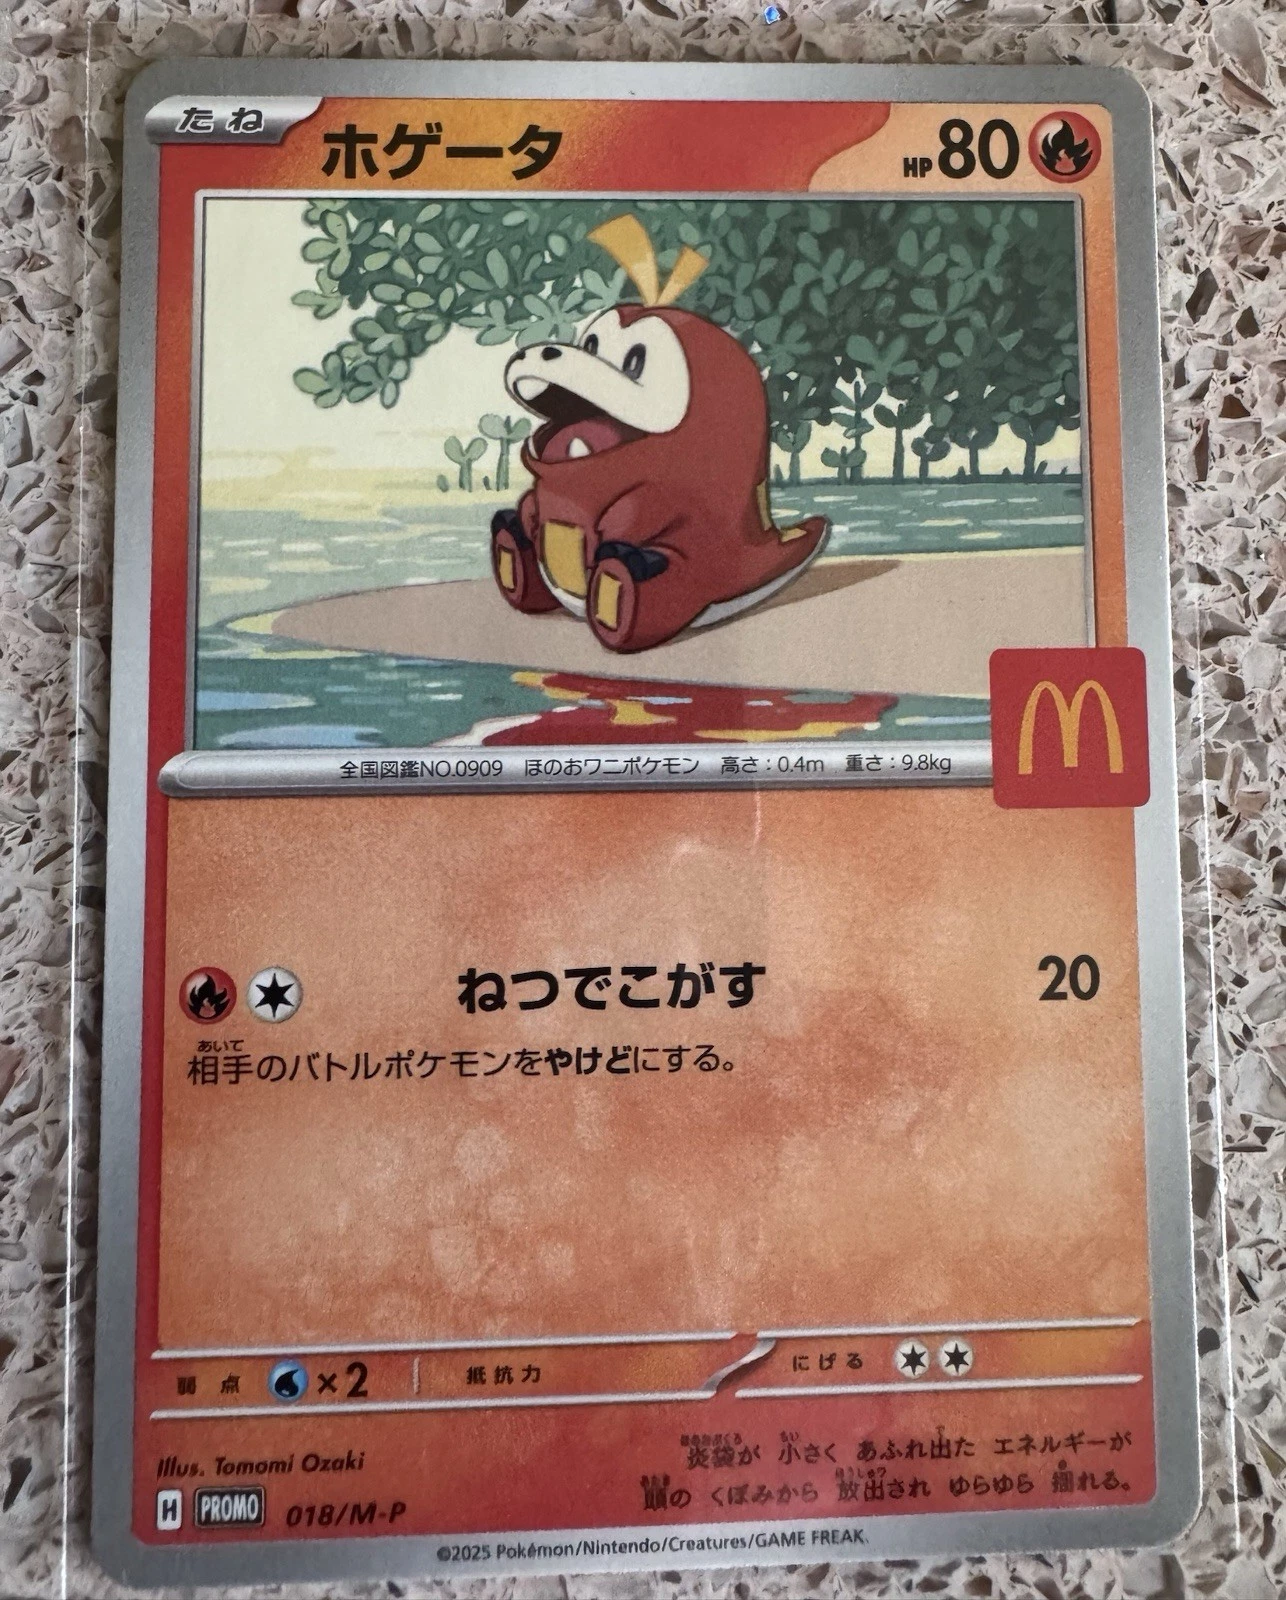 たね
ホゲータ
HP80
全国図鑑NO.0909 ほのおワニポケモン 高さ:0.4m 重さ:9.8kg
M
ねつでこがす 20
相手のバトルポケモンをやけどにする。
あいて
弱点 ×2 抵抗力 にげる
Illus. Tomomi Ozaki
炎袋が 小さく あふれ出た エネルギーが
頭の くぼみから 放出され ゆらゆら 揺れる。
H PROMO 018/M-P
©2025 Pokémon/Nintendo/Creatures/GAME FREAK.